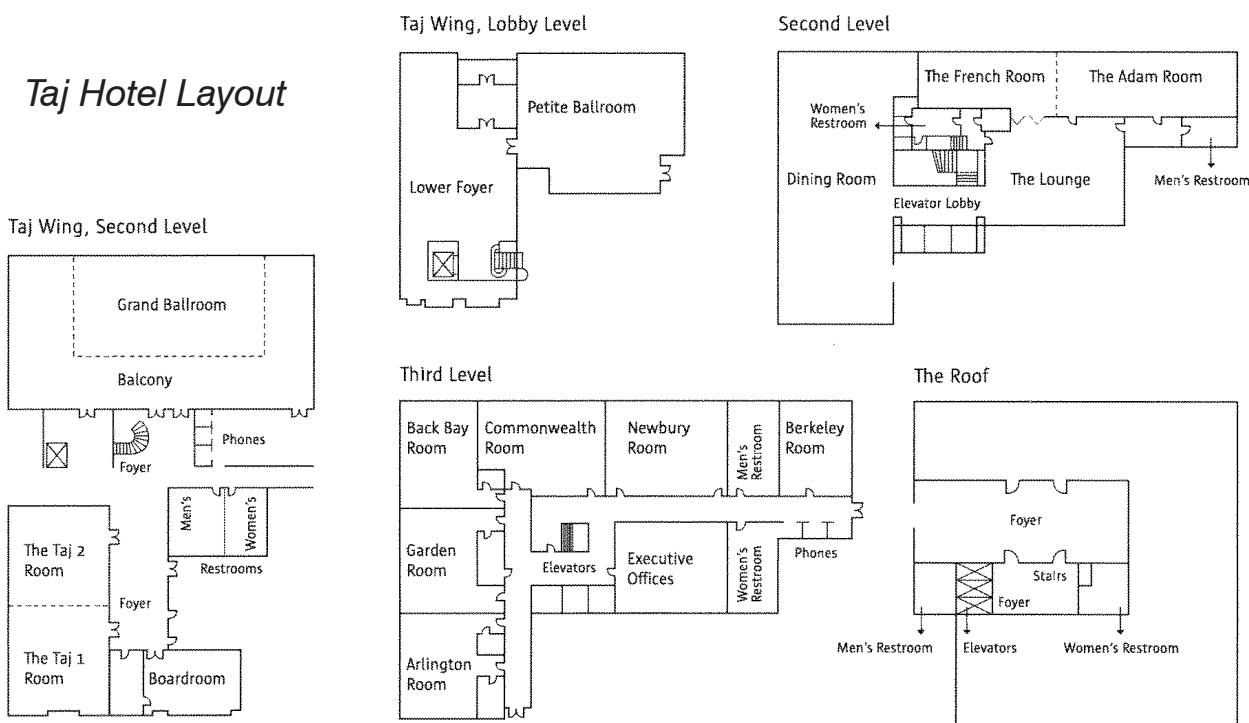 Taj Hotel Layout
Taj Wing, Lobby Level
Petite Ballroom
Lower Foyer
Second Level
The French Room
The Adam Room
Women's
Restroom
Dining Room
The Lounge
Men's Restroom
Elevator Lobby
Taj Wing, Second Level
Grand Ballroom
Balcony
Phones
Foyer
Men's
Women's
Restrooms
The Taj 2
Room
Foyer
The Taj 1
Room
Boardroom
Third Level
Back Bay
Room
Commonwealth
Room
Newbury
Room
Men's
Restroom
Berkeley
Room
Garden
Room
Elevators
Executive
Offices
Women's
Restroom
Phones
Arlington
Room
The Roof
Foyer
Stairs
Foyer
Men's Restroom
Elevators
Women's Restroom